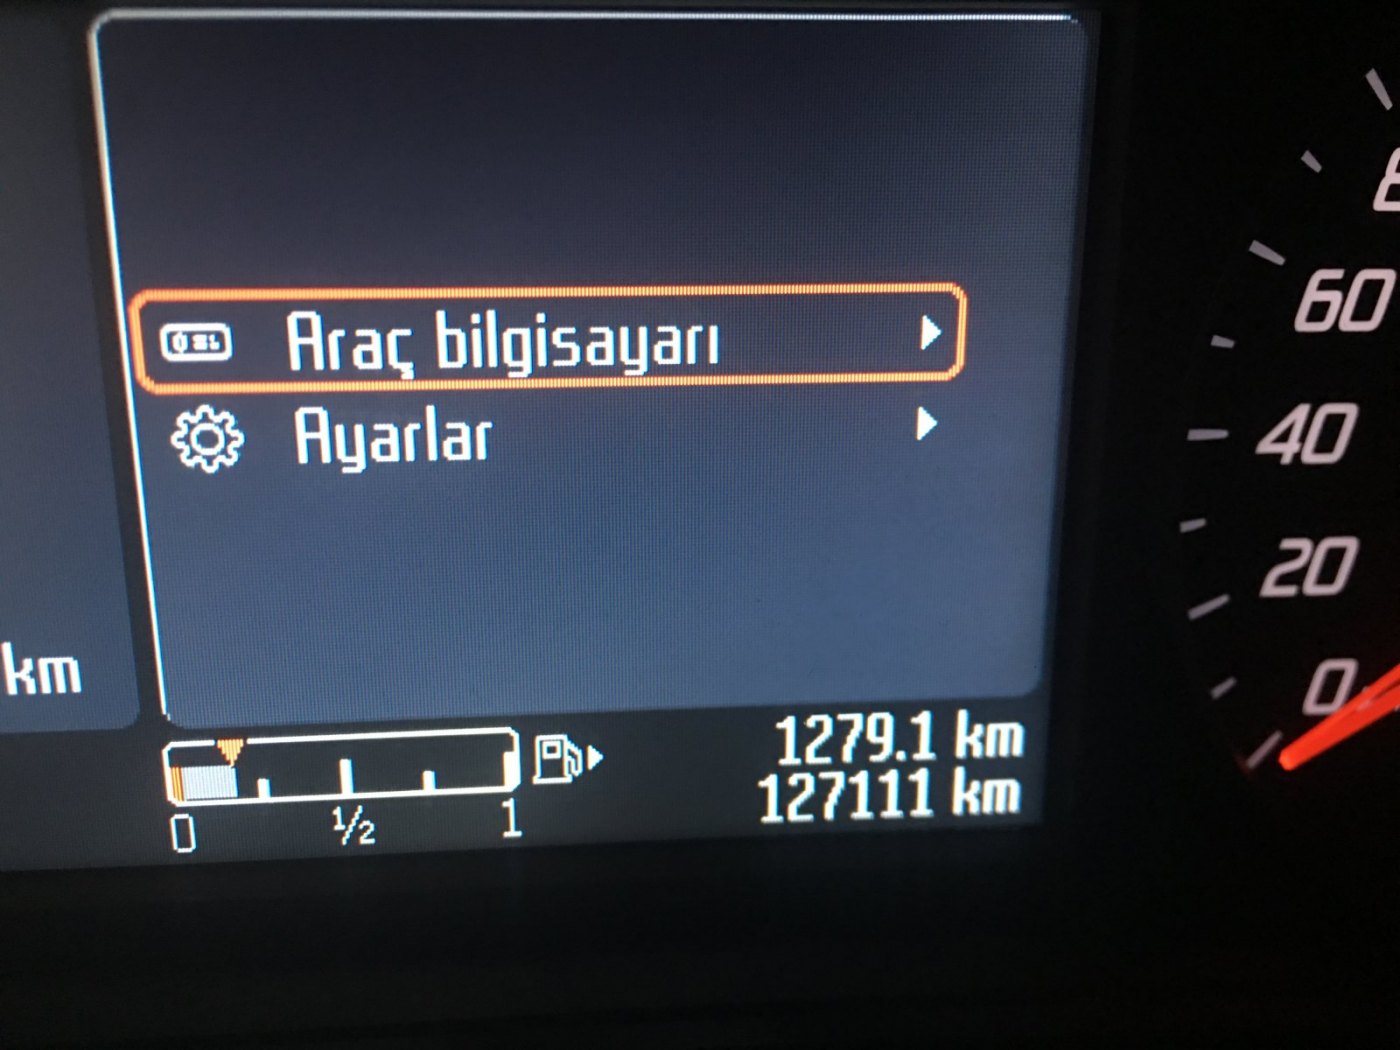 Araç bilgisayarı
Ayarlar
km
1279.1 km
127111 km
0 1/2 1
60
40
20
0